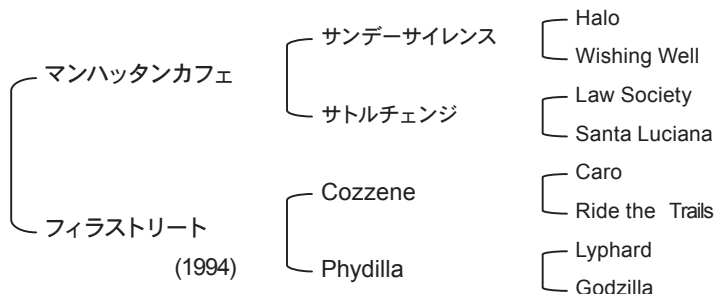 Halo
サンデーサイレンス
Wishing Well
マンハッタンカフェ
Law Society
サトルチェンジ
Santa Luciana
Caro
Cozzene
Ride the Trails
フィラストリート
(1994)
Lyphard
Phydilla
Godzilla